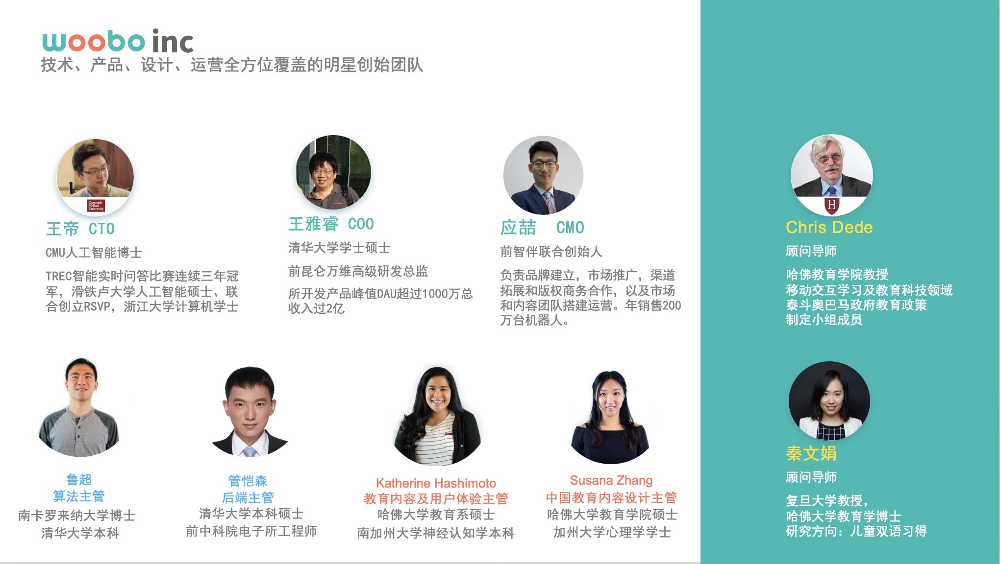 woobo inc
技术、产品、设计、运营全方位覆盖的明星创始团队
Carnegie
Mellon
University
王帝 CTO
CMU人工智能博士
TREC智能实时问答比赛连续三年冠
军，滑铁卢大学人工智能硕士、联
合创立RSVP，浙江大学计算机学士
王雅睿 COO
清华大学学士硕士
前昆仑万维高级研发总监
所开发产品峰值DAU超过1000万总
收入过2亿
应喆 CMO
前智伴联合创始人
负责品牌建立，市场推广，渠道
拓展和版权商务合作，以及市场
和内容团队搭建运营。年销售200
万台机器人。
H
Chris Dede
顾问导师
哈佛教育学院教授
移动交互学习及教育科技领域
泰斗奥巴马政府教育政策
制定小组成员
鲁超
算法主管
南卡罗来纳大学博士
清华大学本科
管恺森
后端主管
清华大学本科硕士
前中科院电子所工程师
Katherine Hashimoto
教育内容及用户体验主管
哈佛大学教育系硕士
南加州大学神经认知学本科
Susana Zhang
中国教育内容设计主管
哈佛大学教育学院硕士
加州大学心理学学士
秦文娟
顾问导师
复旦大学教授，
哈佛大学教育学博士
研究方向：儿童双语习得